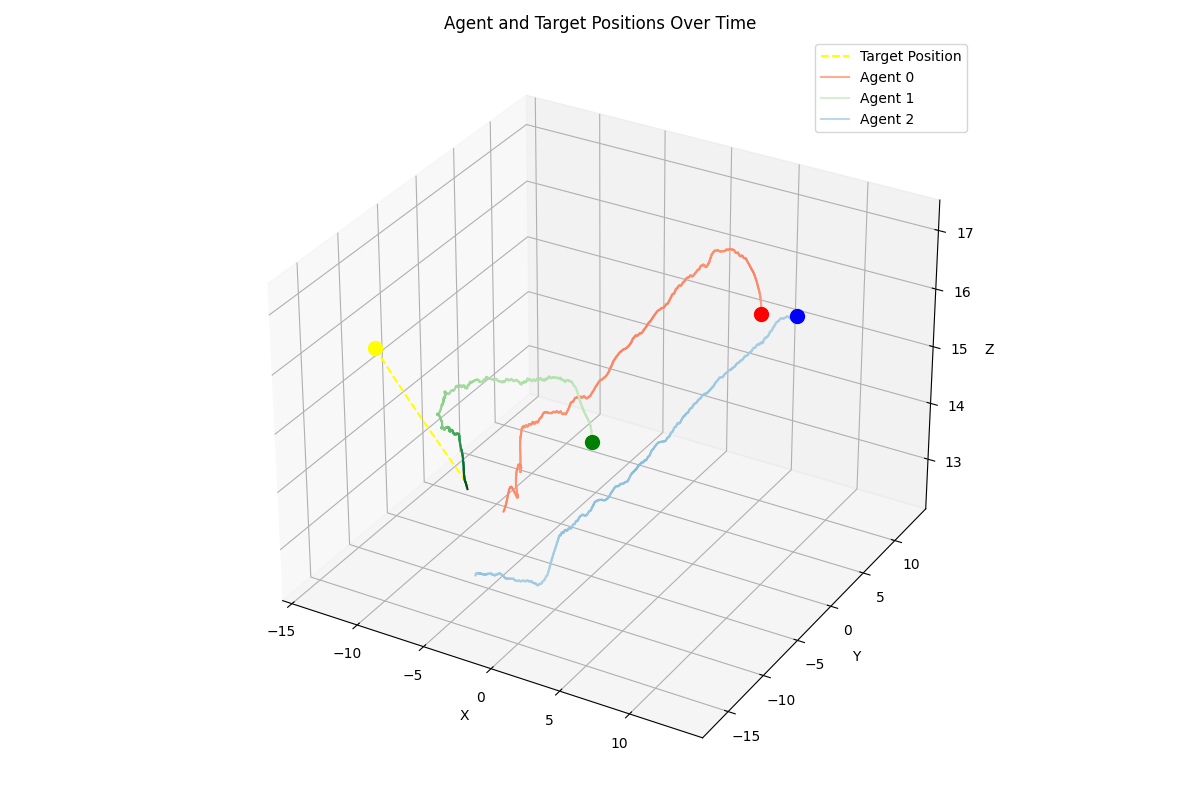 Agent and Target Positions Over Time
Target Position
Agent 0
Agent 1
Agent 2
17
16
15
14
13
Z
10
5
0
−5
−10
−15
Y
−15
−10
−5
0
5
10
X